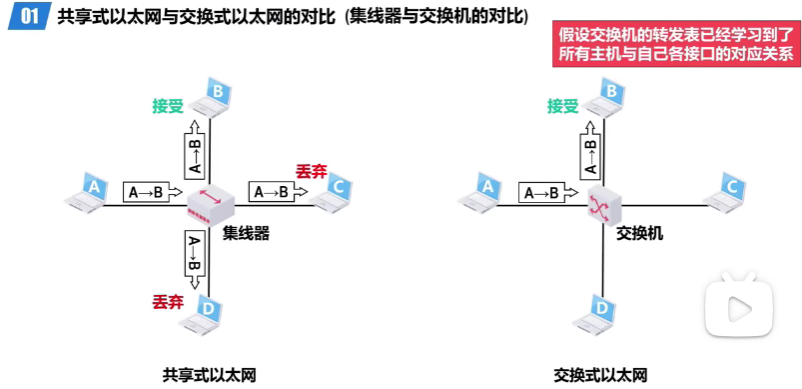 01 共享式以太网与交换式以太网的对比 (集线器与交换机的对比)
假设交换机的转发表已经学习到了
所有主机与自己各接口的对应关系
B
接受
A→B
丢弃
A
A→B
A→B
C
集线器
A→B
丢弃
D
共享式以太网
B
接受
A→B
A
A→B
C
交换机
D
交换式以太网